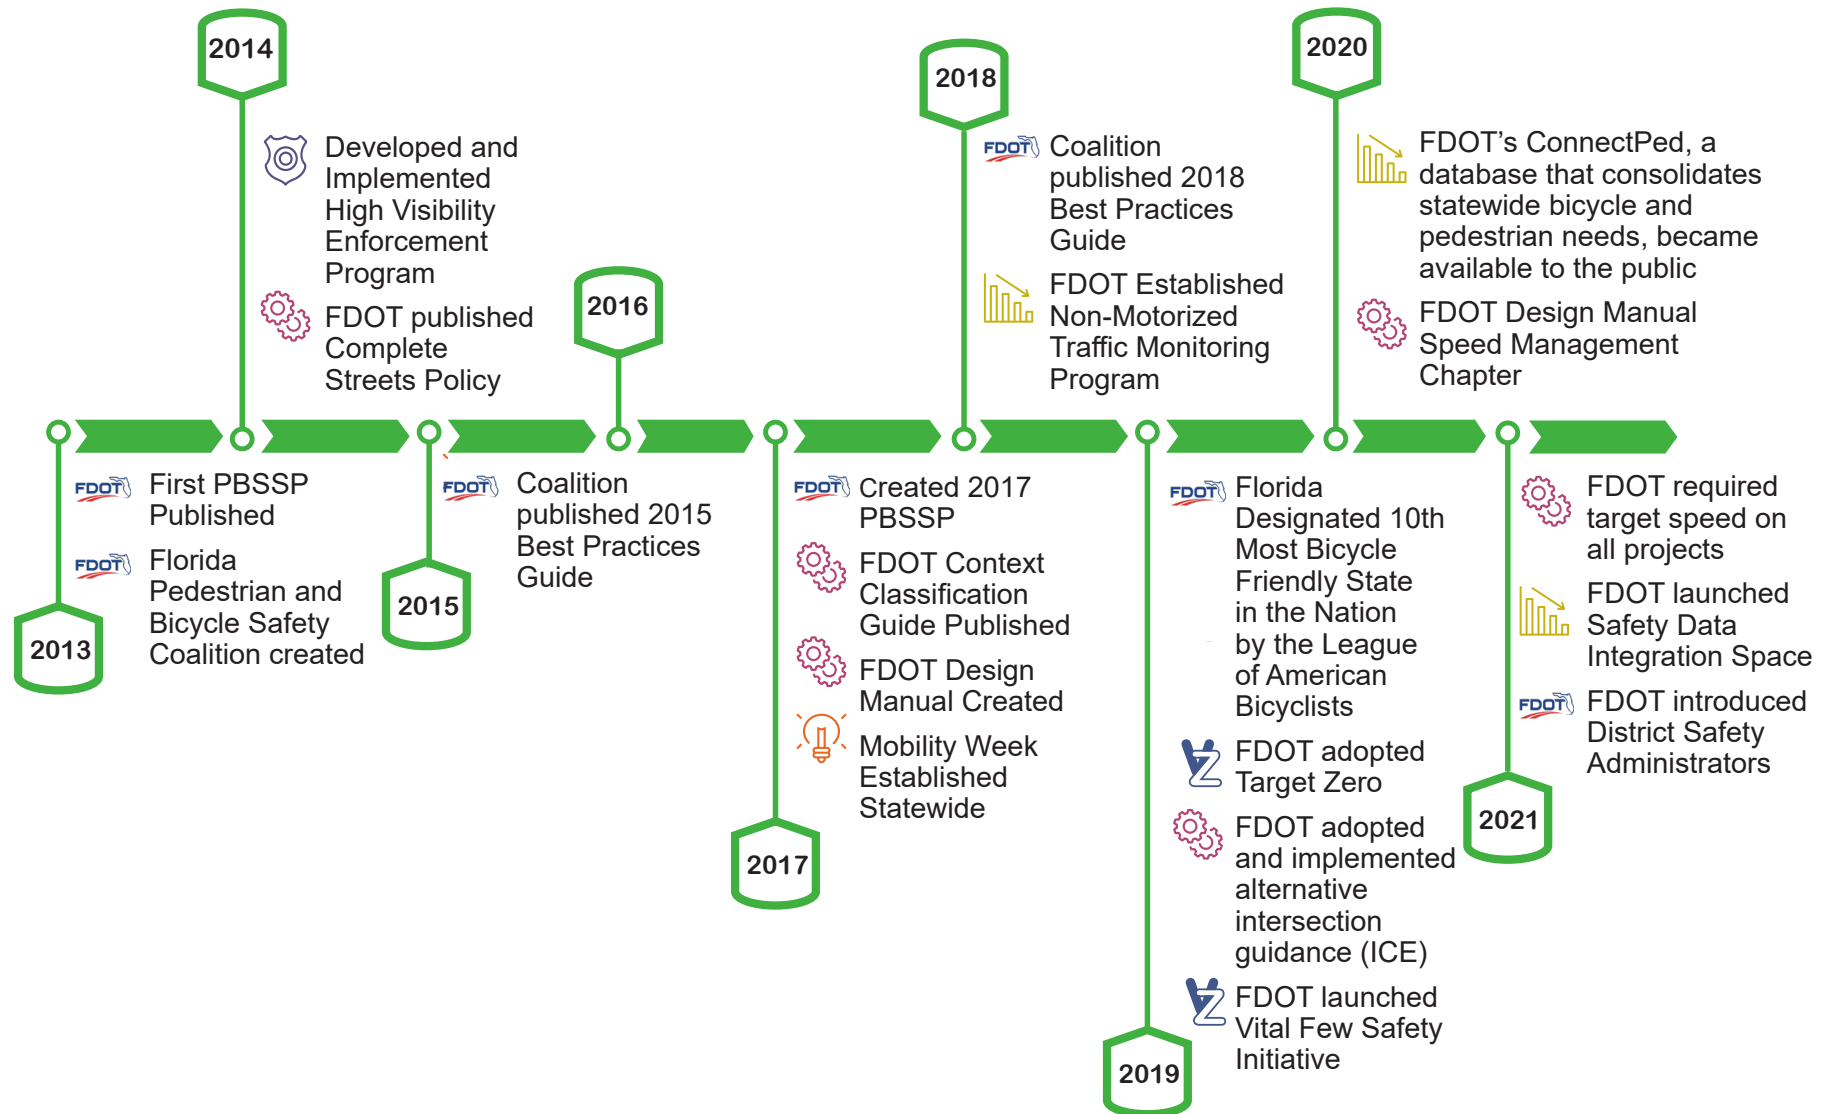 2014
Developed and
Implemented
High Visibility
Enforcement
Program
FDOT published
Complete
Streets Policy
2016
2018
FDOT
Coalition
published 2018
Best Practices
Guide
FDOT Established
Non-Motorized
Traffic Monitoring
Program
2020
FDOT’s ConnectPed, a
database that consolidates
statewide bicycle and
pedestrian needs, became
available to the public
FDOT Design Manual
Speed Management
Chapter
2013
FDOT
First PBSSP
Published
FDOT
Florida
Pedestrian and
Bicycle Safety
Coalition created
2015
FDOT
Coalition
published 2015
Best Practices
Guide
2017
FDOT
Created 2017
PBSSP
FDOT Context
Classification
Guide Published
FDOT Design
Manual Created
Mobility Week
Established
Statewide
2019
FDOT
Florida
Designated 10th
Most Bicycle
Friendly State
in the Nation
by the League
of American
Bicyclists
VZ
FDOT adopted
Target Zero
FDOT adopted
and implemented
alternative
intersection
guidance (ICE)
VZ
FDOT launched
Vital Few Safety
Initiative
2021
FDOT required
target speed on
all projects
FDOT launched
Safety Data
Integration Space
FDOT
FDOT introduced
District Safety
Administrators